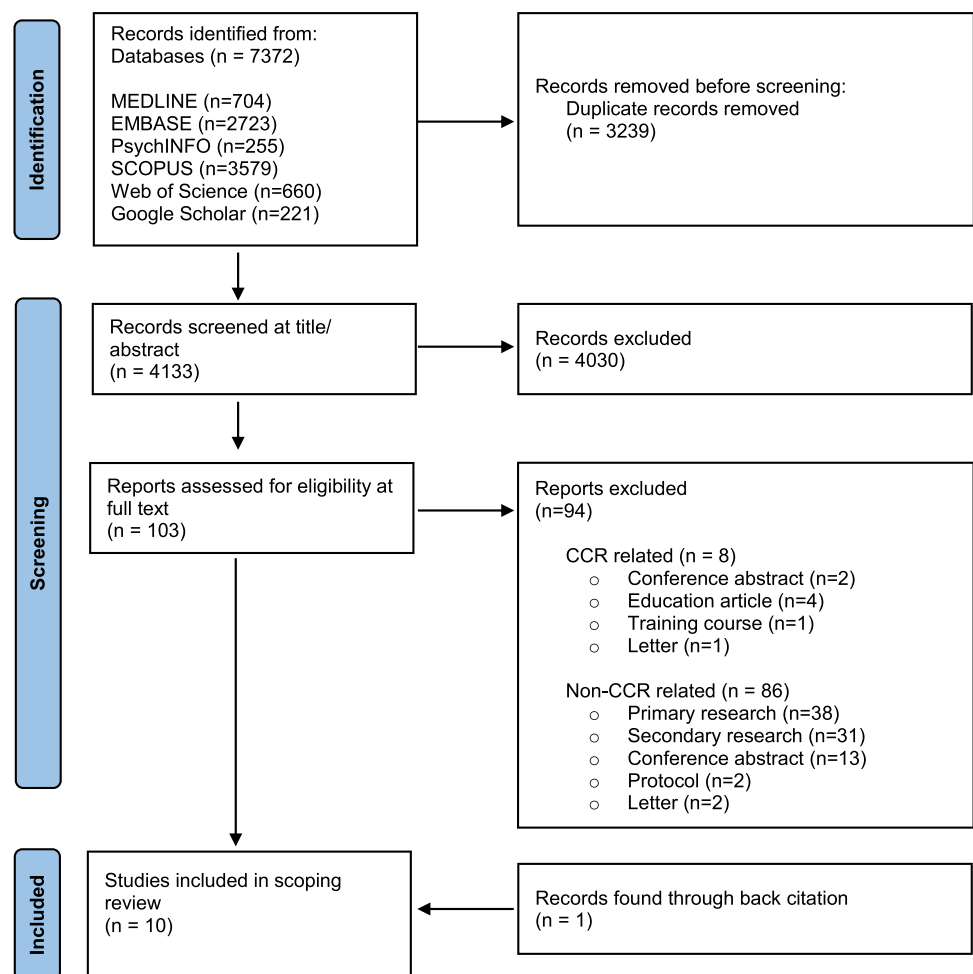 Identification
Records identified from:
Databases (n = 7372)
MEDLINE (n=704)
EMBASE (n=2723)
PsychINFO (n=255)
SCOPUS (n=3579)
Web of Science (n=660)
Google Scholar (n=221)
Records removed before screening:
Duplicate records removed
(n = 3239)
Screening
Records screened at title/
abstract
(n = 4133)
Records excluded
(n = 4030)
Reports assessed for eligibility at
full text
(n = 103)
Reports excluded
(n=94)
CCR related (n = 8)
o Conference abstract (n=2)
o Education article (n=4)
o Training course (n=1)
o Letter (n=1)
Non-CCR related (n = 86)
o Primary research (n=38)
o Secondary research (n=31)
o Conference abstract (n=13)
o Protocol (n=2)
o Letter (n=2)
Included
Studies included in scoping
review
(n = 10)
Records found through back citation
(n = 1)